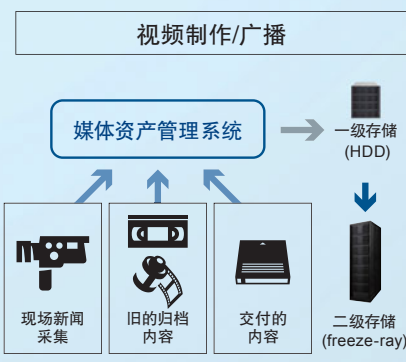 视频制作/广播
媒体资产管理系统
一级存储
(HDD)
现场新闻
采集
旧的归档
内容
交付的
内容
二级存储
(freeze-ray)